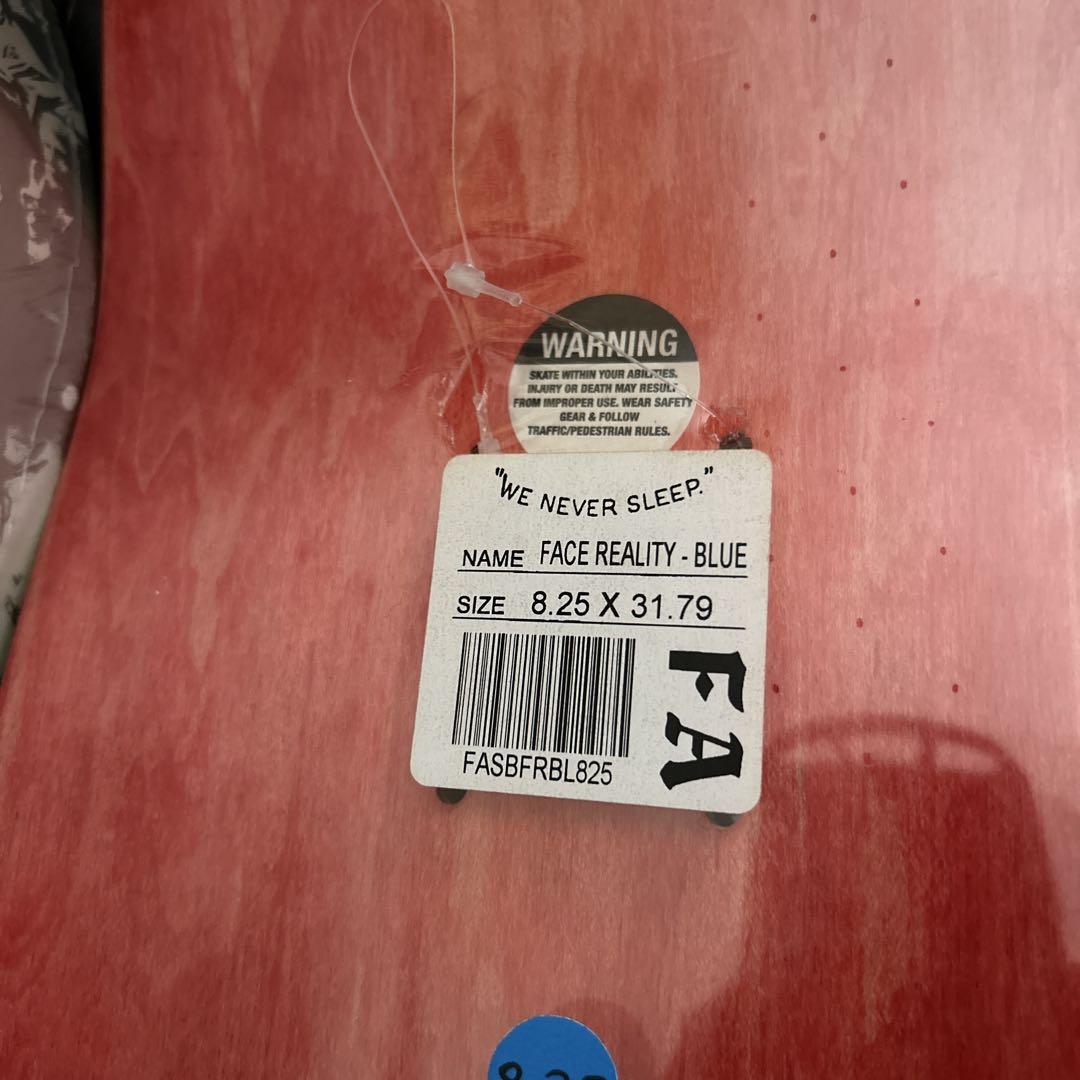 WARNING
SKATE WITHIN YOUR ABILITIES.
INJURY OR DEATH MAY RESULT
FROM IMPROPER USE. WEAR SAFETY
GEAR & FOLLOW
TRAFFIC/PEDESTRIAN RULES.
"WE NEVER SLEEP."
NAME FACE REALITY - BLUE
SIZE 8.25 X 31.79
FA
FASBFRBL825